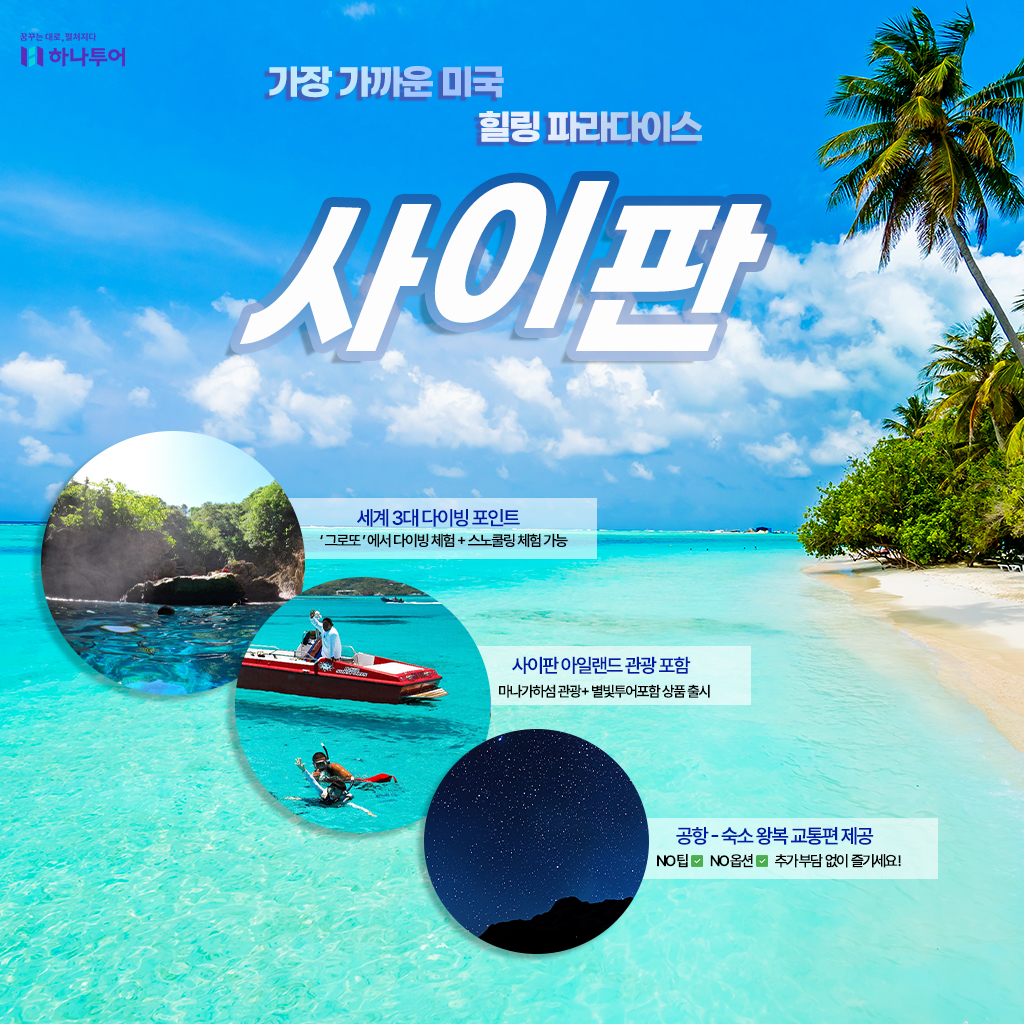 꿈꾸는 대로, 펼쳐지다
하나투어
가장 가까운 미국
힐링 파라다이스
사이판
세계 3대 다이빙 포인트
‘그로또’ 에서 다이빙 체험 + 스노쿨링 체험 가능
사이판 아일랜드 관광 포함
마나가하섬 관광 + 별빛투어포함 상품 출시
공항 - 숙소 왕복 교통편 제공
NO 팁 ✅ NO 옵션 ✅ 추가 부담 없이 즐기세요!